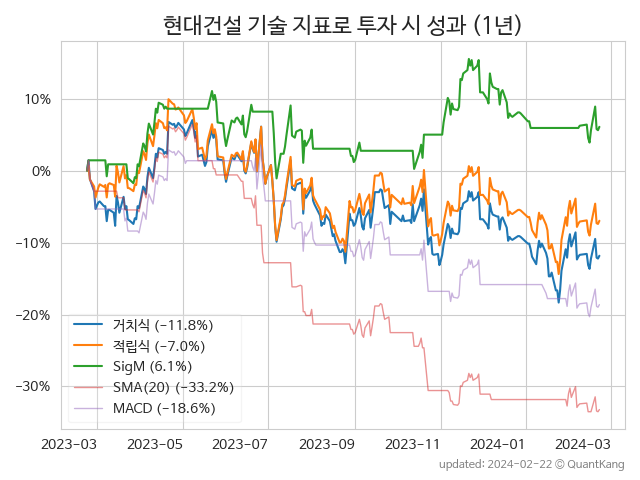 현대건설 기술 지표로 투자 시 성과 (1년)
10%
0%
−10%
−20%
−30%
거치식 (−11.8%)
적립식 (−7.0%)
SigM (6.1%)
SMA(20) (−33.2%)
MACD (−18.6%)
2023-03 2023-05 2023-07 2023-09 2023-11 2024-01 2024-03
updated: 2024-02-22 © QuantKang